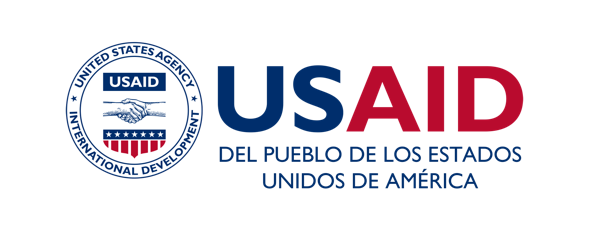 UNITED STATES AGENCY
USAID
INTERNATIONAL DEVELOPMENT
USAID
DEL PUEBLO DE LOS ESTADOS
UNIDOS DE AMÉRICA